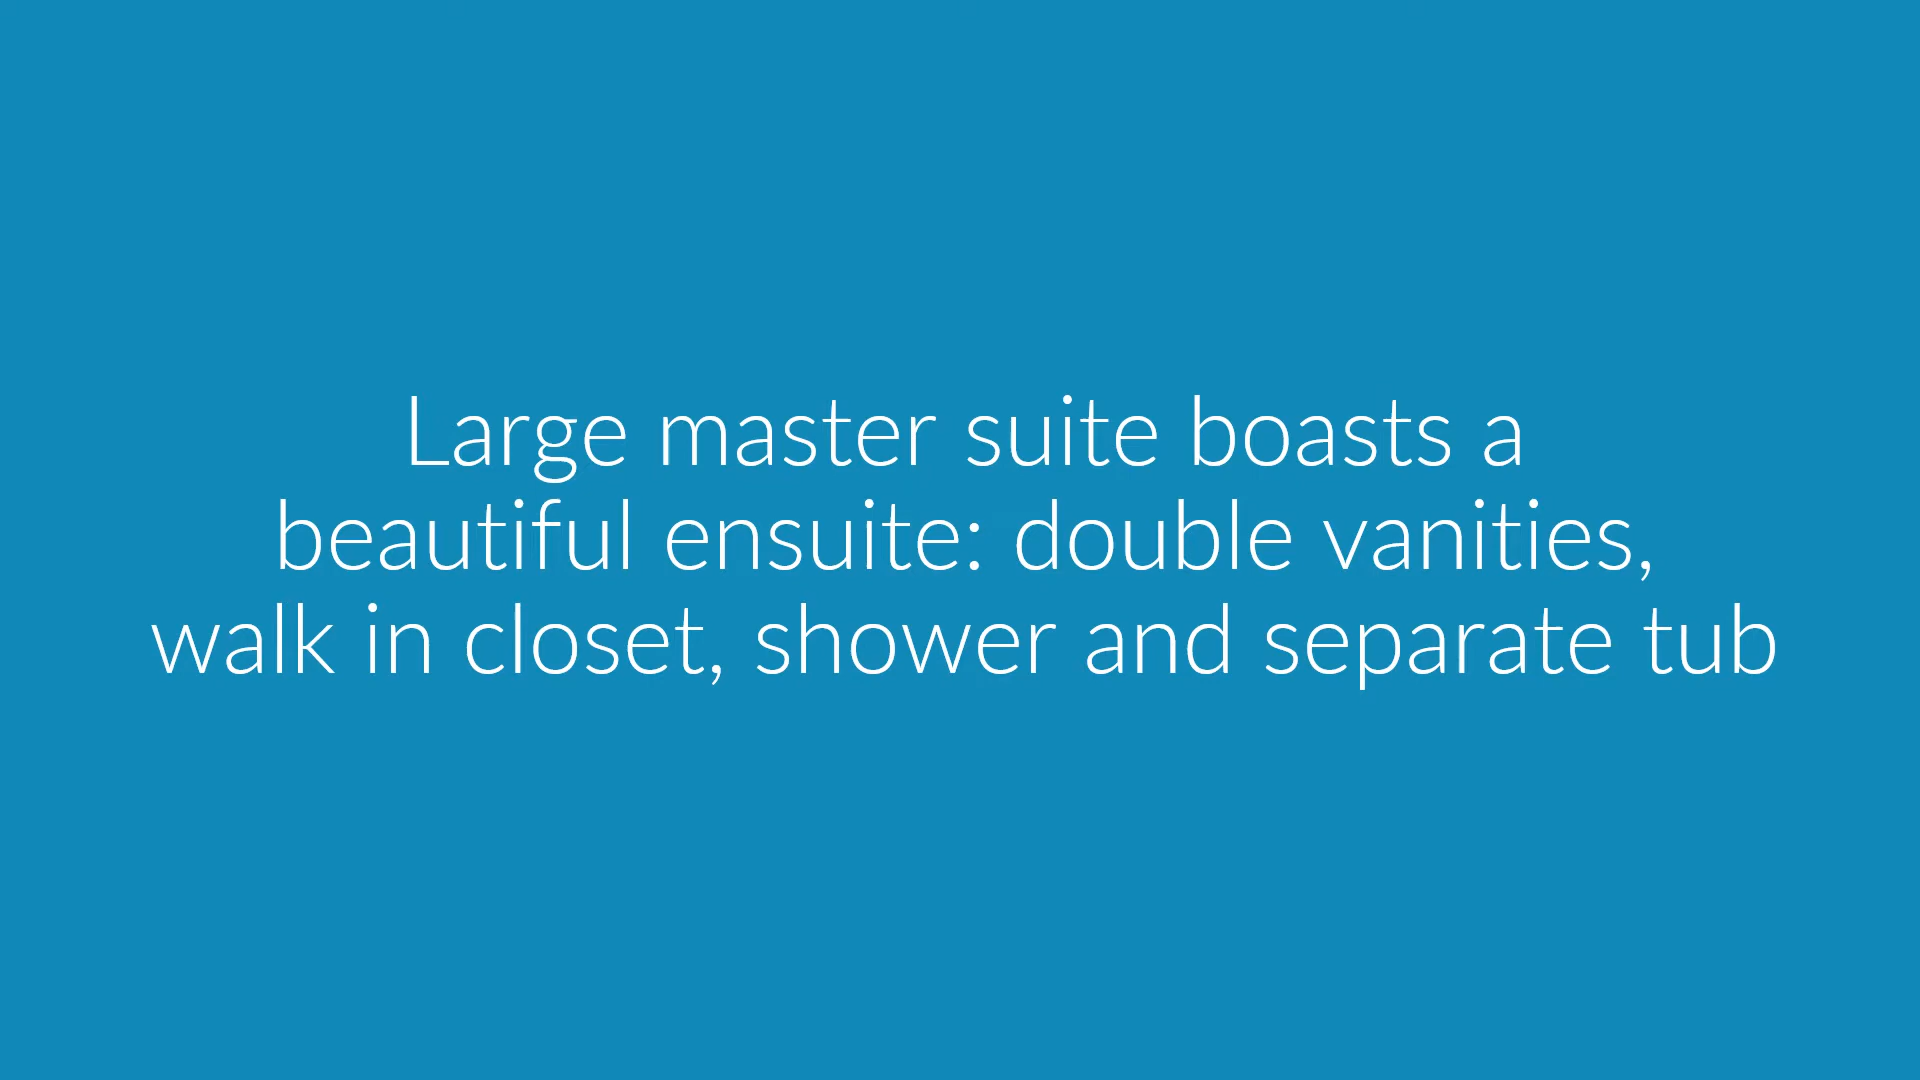 Large master suite boasts a
beautiful ensuite: double vanities,
walk in closet, shower and separate tub